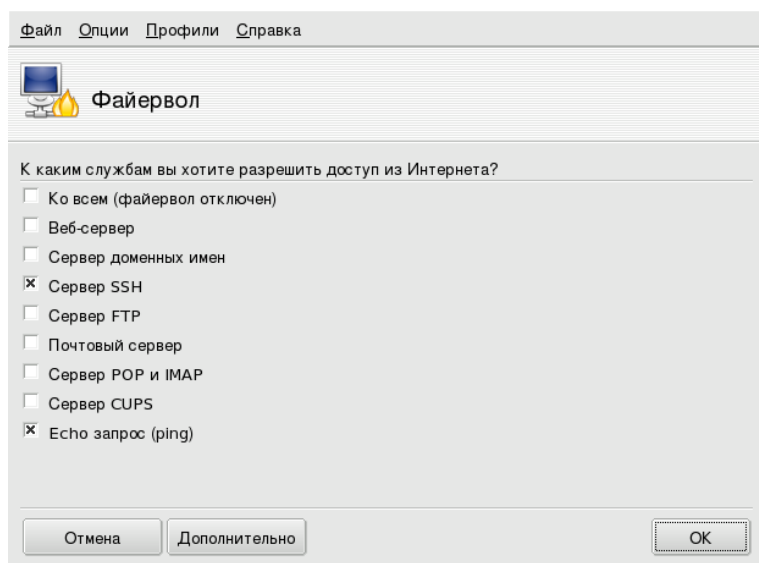 Файл Опции Профили Справка
Файервол
К каким службам вы хотите разрешить доступ из Интернета?
Ко всем (файервол отключен)
Веб-сервер
Сервер доменных имен
Сервер SSH
Сервер FTP
Почтовый сервер
Сервер POP и IMAP
Сервер CUPS
Echo запрос (ping)
Отмена Дополнительно OK